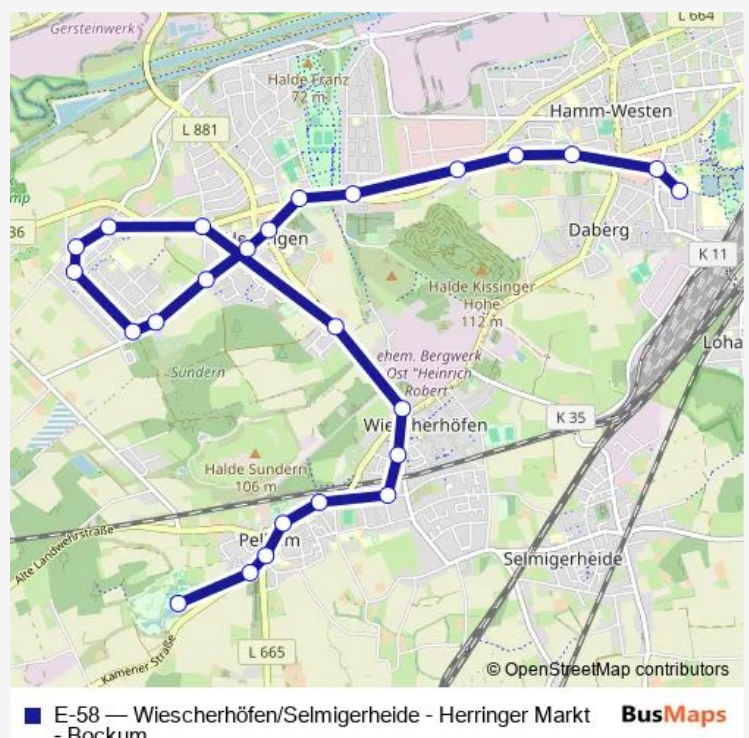 L 664
Gersteinwerk
Halde Franz
72 m
Hamm-Westen
L 881
36
Daberg
K 11
Halde Kissinger
Höhe
112 m
Sundern
ehem. Bergwerk
Ost "Heinrich
Robert"
K 35
Halde Sundern
106 m
Alte Landwehrstraße
Selmigerheide
L 665
Kamener Straße
© OpenStreetMap contributors
E-58 — Wiescherhöfen/Selmigerheide - Herringer Markt
- Bockum
BusMaps